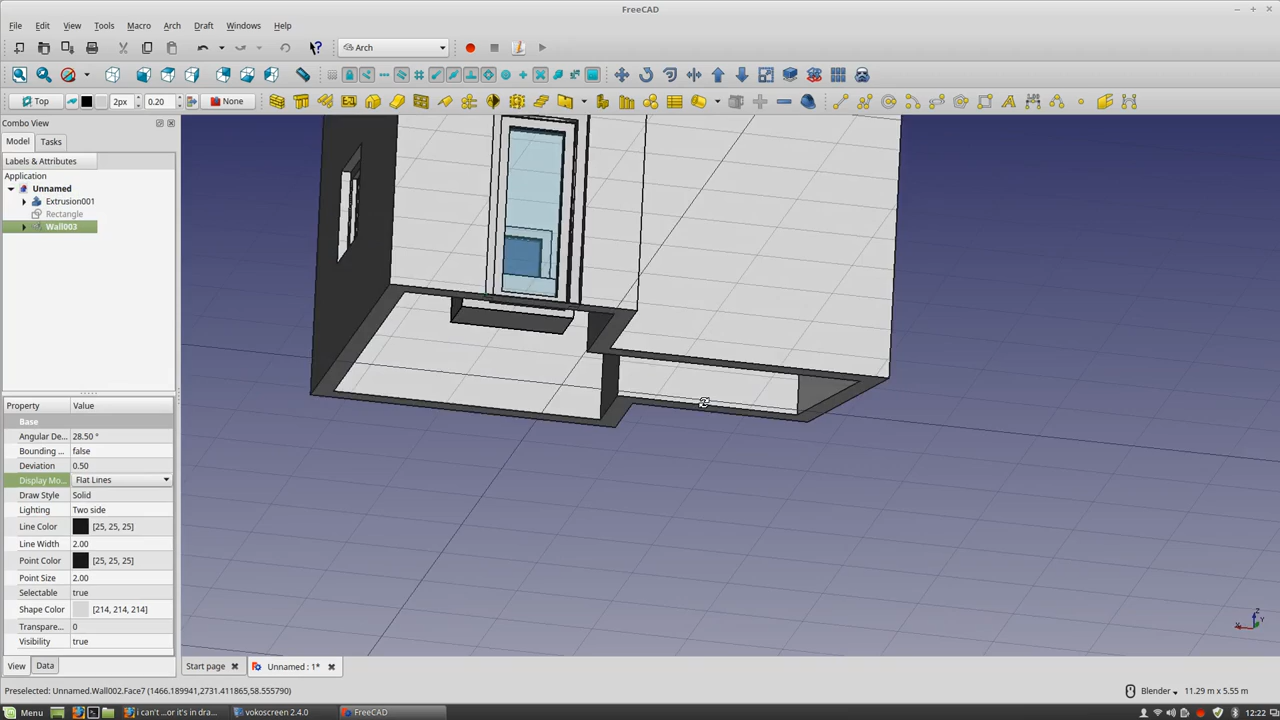 FreeCAD
File Edit View Tools Macro Arch Draft Windows Help
Arch
Top 2px 0.20 None
Combo View
Model Tasks
Labels & Attributes
Application
Unnamed
Extrusion001
Rectangle
Wall003
Property Value
Base
Angular De... 28.50 °
Bounding ... false
Deviation 0.50
Display Mo... Flat Lines
Draw Style Solid
Lighting Two side
Line Color [25, 25, 25]
Line Width 2.00
Point Color [25, 25, 25]
Point Size 2.00
Selectable true
Shape Color [214, 214, 214]
Transpare... 0
Visibility true
View Data
Start page Unnamed : 1*
Preselected: Unnamed.Wall002.Face7 (1466.189941,2731.411865,58.555790) Blender 11.29 m x 5.55 m
Menu i can't ...or it's in dra... vokoscreen 2.4.0 FreeCAD 12:22